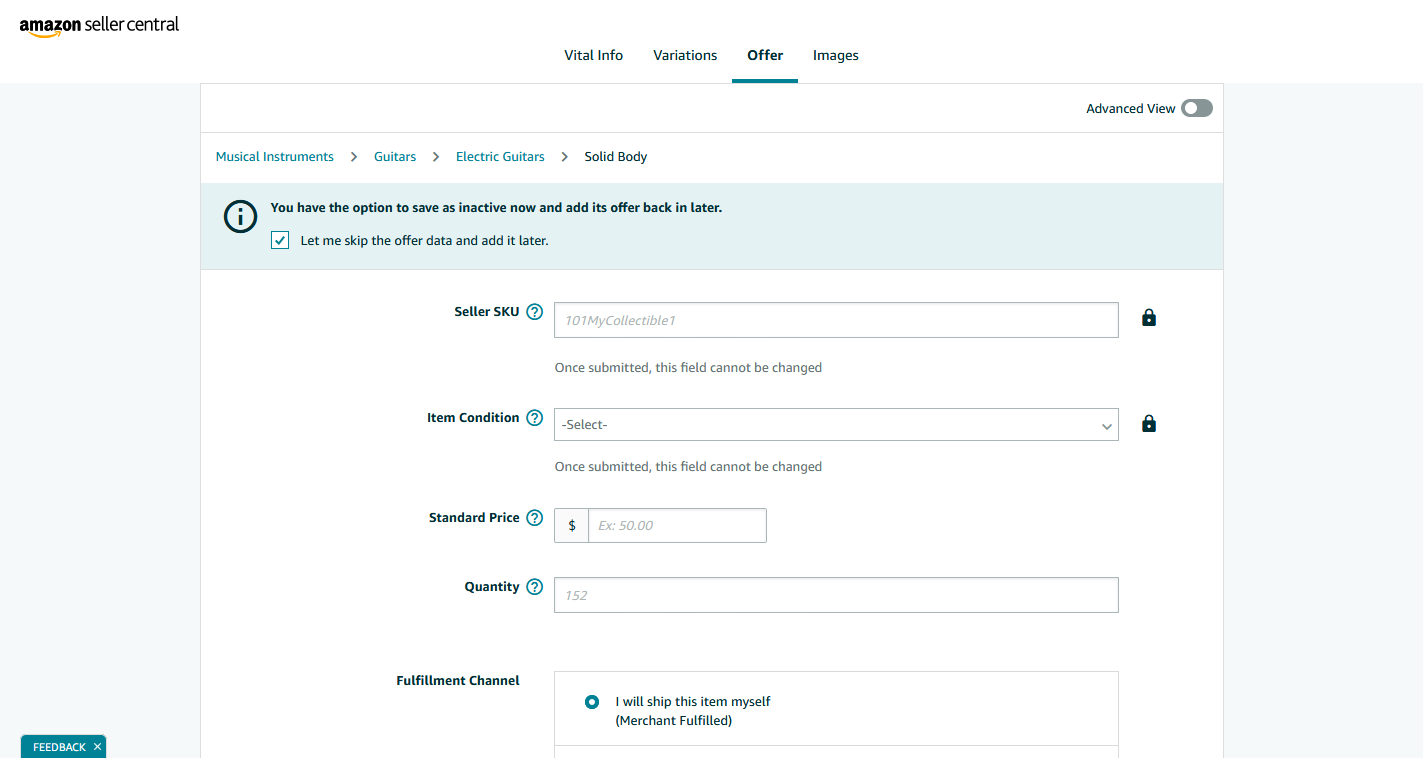 amazon seller central
Vital Info Variations Offer Images
Advanced View
Musical Instruments > Guitars > Electric Guitars > Solid Body
You have the option to save as inactive now and add its offer back in later.
Let me skip the offer data and add it later.
Seller SKU ? 101MyCollectible1
Once submitted, this field cannot be changed
Item Condition ? -Select-
Once submitted, this field cannot be changed
Standard Price ? $ Ex: 50.00
Quantity ? 152
Fulfillment Channel
I will ship this item myself
(Merchant Fulfilled)
FEEDBACK ×